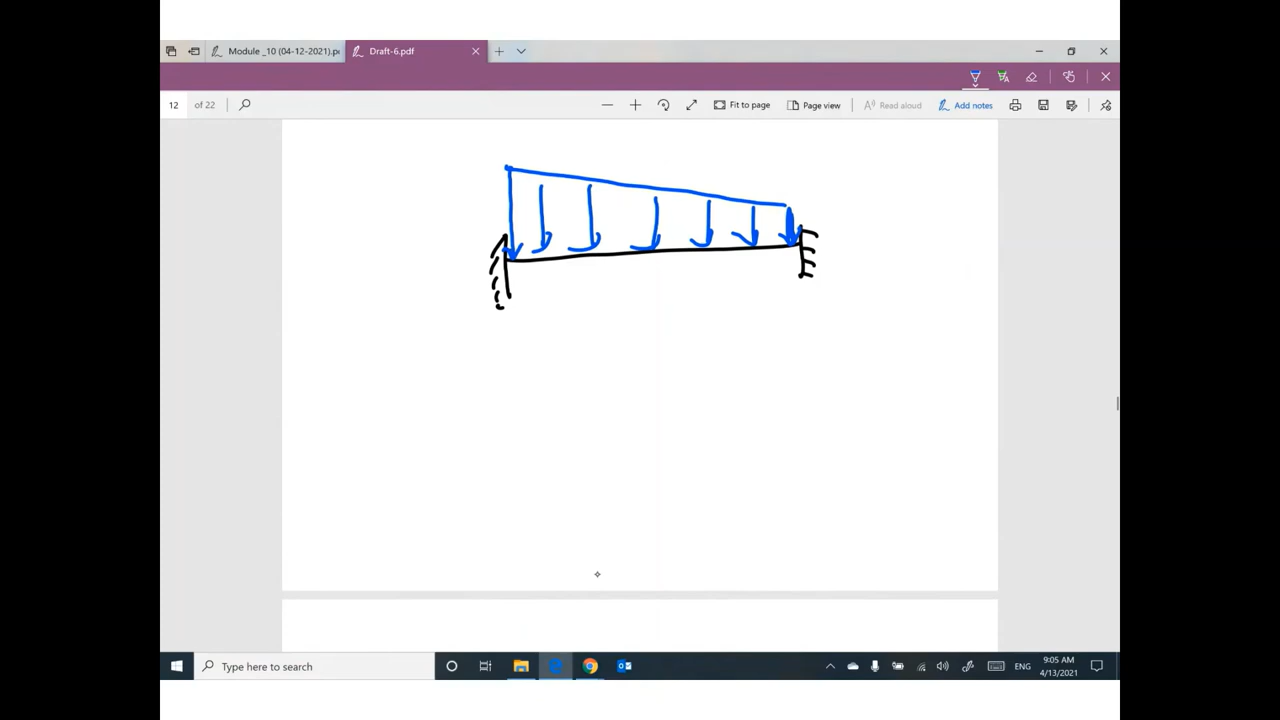 Module _10 (04-12-2021).p
Draft-6.pdf
12 of 22
Fit to page
Page view
Read aloud
Add notes
Type here to search
ENG
9:05 AM
4/13/2021